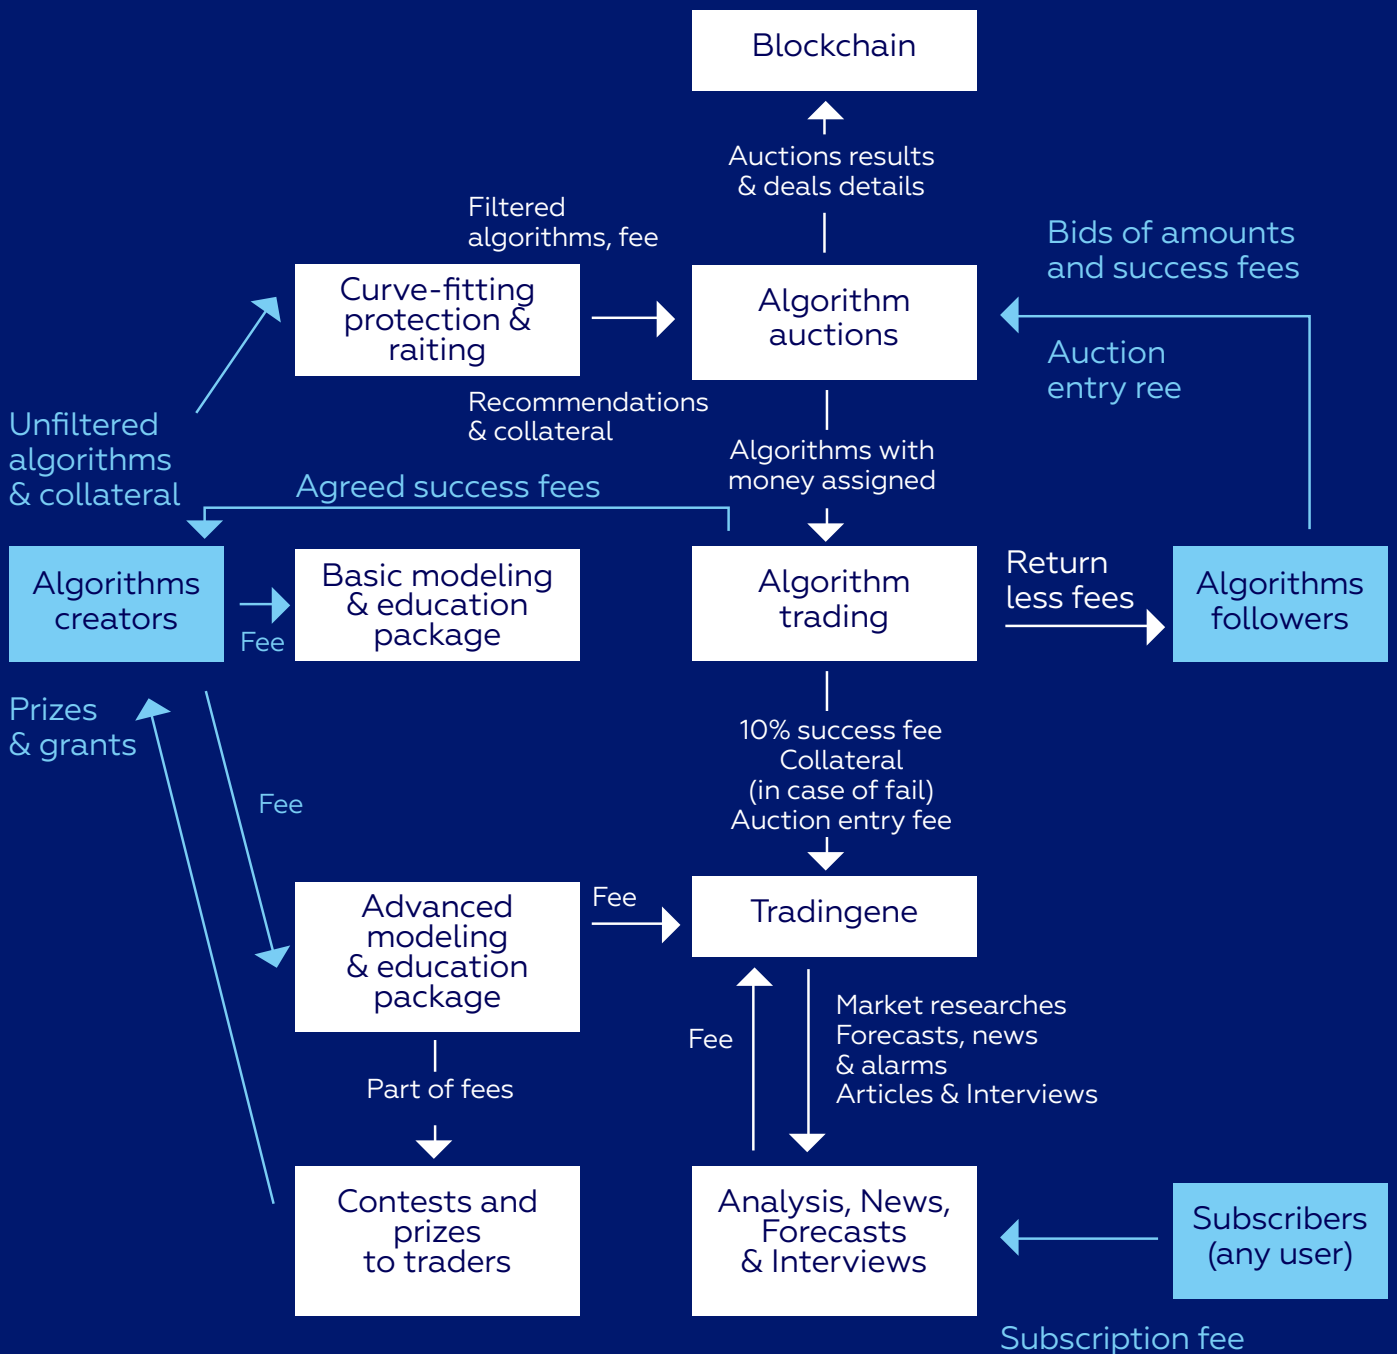 Blockchain
Auctions results
& deals details
Filtered
algorithms, fee
Bids of amounts
and success fees
Curve-fitting
protection &
raiting
Algorithm
auctions
Auction
entry ree
Recommendations
& collateral
Unfiltered
algorithms
& collateral
Algorithms with
money assigned
Agreed success fees
Algorithms
creators
Fee
Basic modeling
& education
package
Algorithm
trading
Return
less fees
Algorithms
followers
Prizes
& grants
10% success fee
Collateral
(in case of fail)
Auction entry fee
Fee
Advanced
modeling
& education
package
Fee
Tradingene
Fee
Market researches
Forecasts, news
& alarms
Articles & Interviews
Part of fees
Contests and
prizes
to traders
Analysis, News,
Forecasts
& Interviews
Subscribers
(any user)
Subscription fee